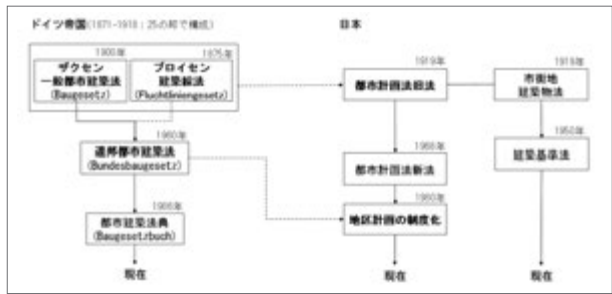 ドイツ帝国(1871-1918:25の邦で構成)
日本
1900年
ザクセン
一般都市建築法
(Baugesetz)
1875年
プロイセン
建築線法
(Fluchtliniengesetz)
1919年
都市計画法旧法
1919年
市街地
建築物法
1960年
連邦都市建築法
(Bundesbaugesetz)
1968年
都市計画法新法
1950年
建築基準法
1986年
都市建築法典
(Baugesetzbuch)
1980年
地区計画の制度化
現在
現在
現在